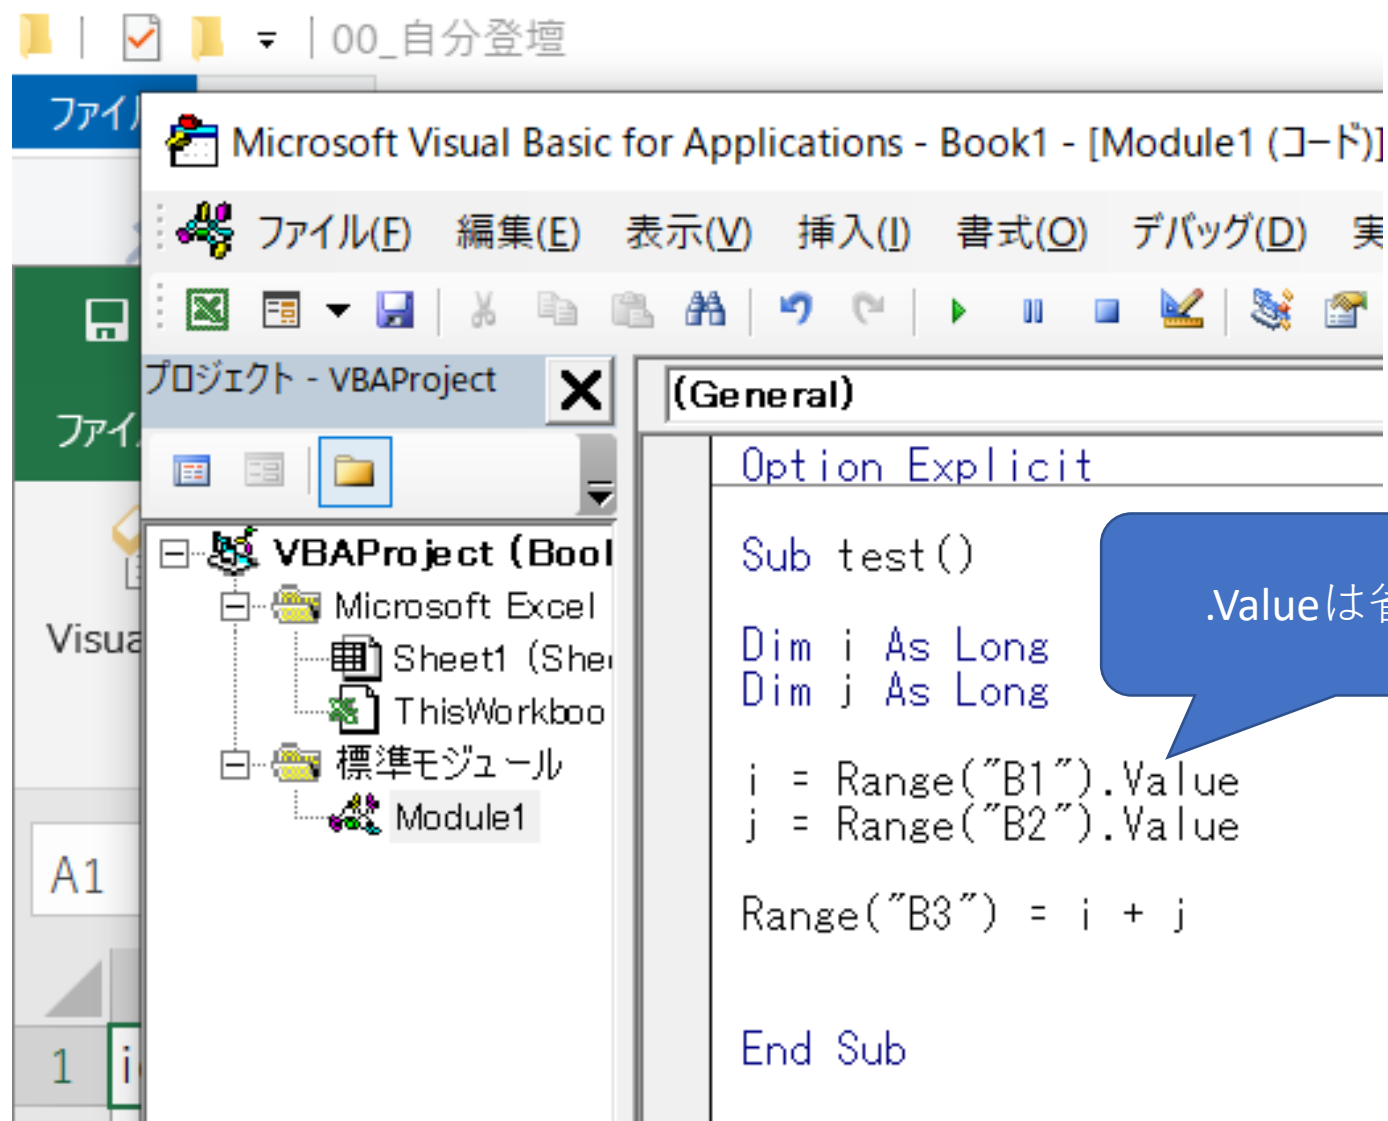 00_自分登壇
ファイル
Microsoft Visual Basic for Applications - Book1 - [Module1 (コード)]
ファイル(F) 編集(E) 表示(V) 挿入(I) 書式(O) デバッグ(D) 実
プロジェクト - VBAProject
(General)
ファイ
Visua
VBAProject (Boo
Microsoft Excel
Sheet1 (She
ThisWorkboo
標準モジュール
Module1
Option Explicit
Sub test()
Dim i As Long
Dim j As Long
i = Range("B1").Value
j = Range("B2").Value
Range("B3") = i + j
End Sub
.Valueは省
A1
1